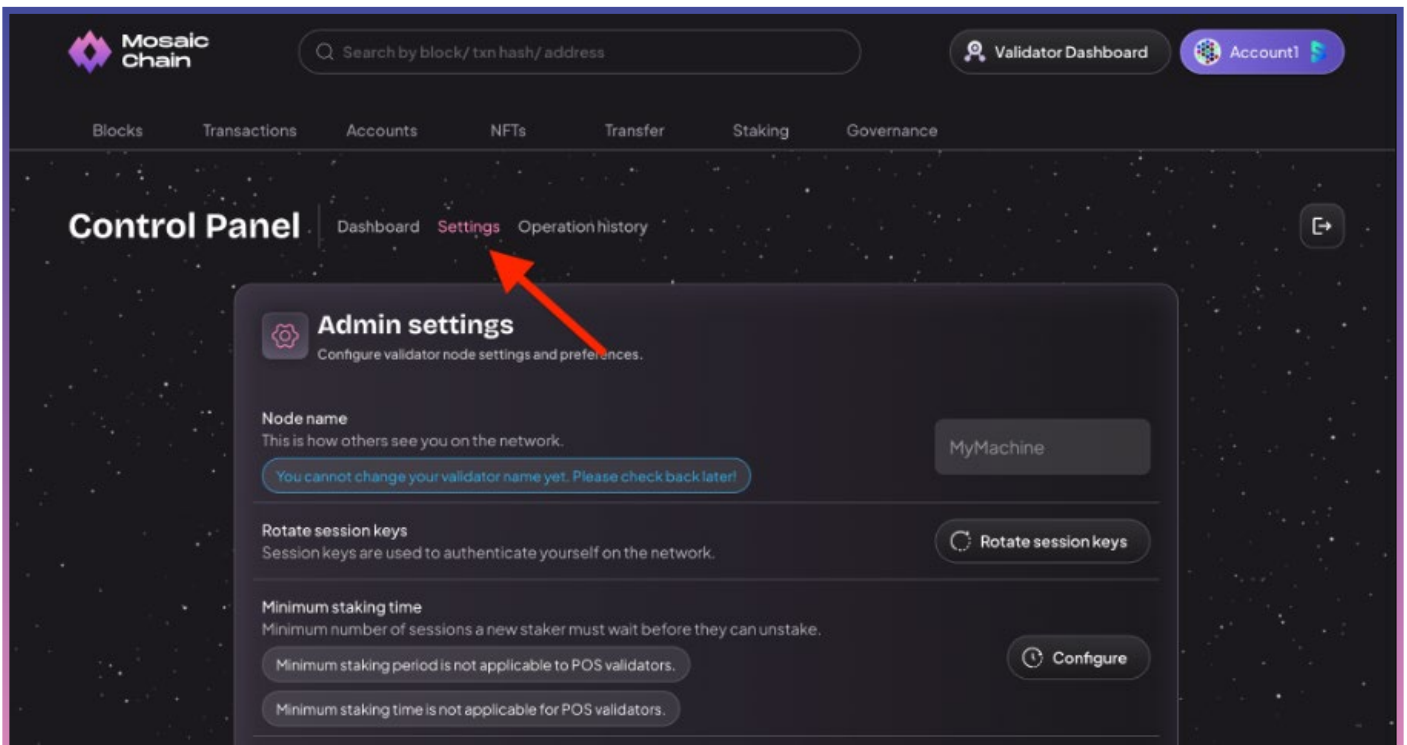 Mosaic
Chain
Search by block/ txn hash/ address
Validator Dashboard
Account1
Blocks
Transactions
Accounts
NFTs
Transfer
Staking
Governance
Control Panel
Dashboard
Settings
Operation history
Admin settings
Configure validator node settings and preferences.
Node name
This is how others see you on the network.
MyMachine
You cannot change your validator name yet. Please check back later!
Rotate session keys
Session keys are used to authenticate yourself on the network.
Rotate session keys
Minimum staking time
Minimum number of sessions a new staker must wait before they can unstake.
Minimum staking period is not applicable to POS validators.
Configure
Minimum staking time is not applicable for POS validators.